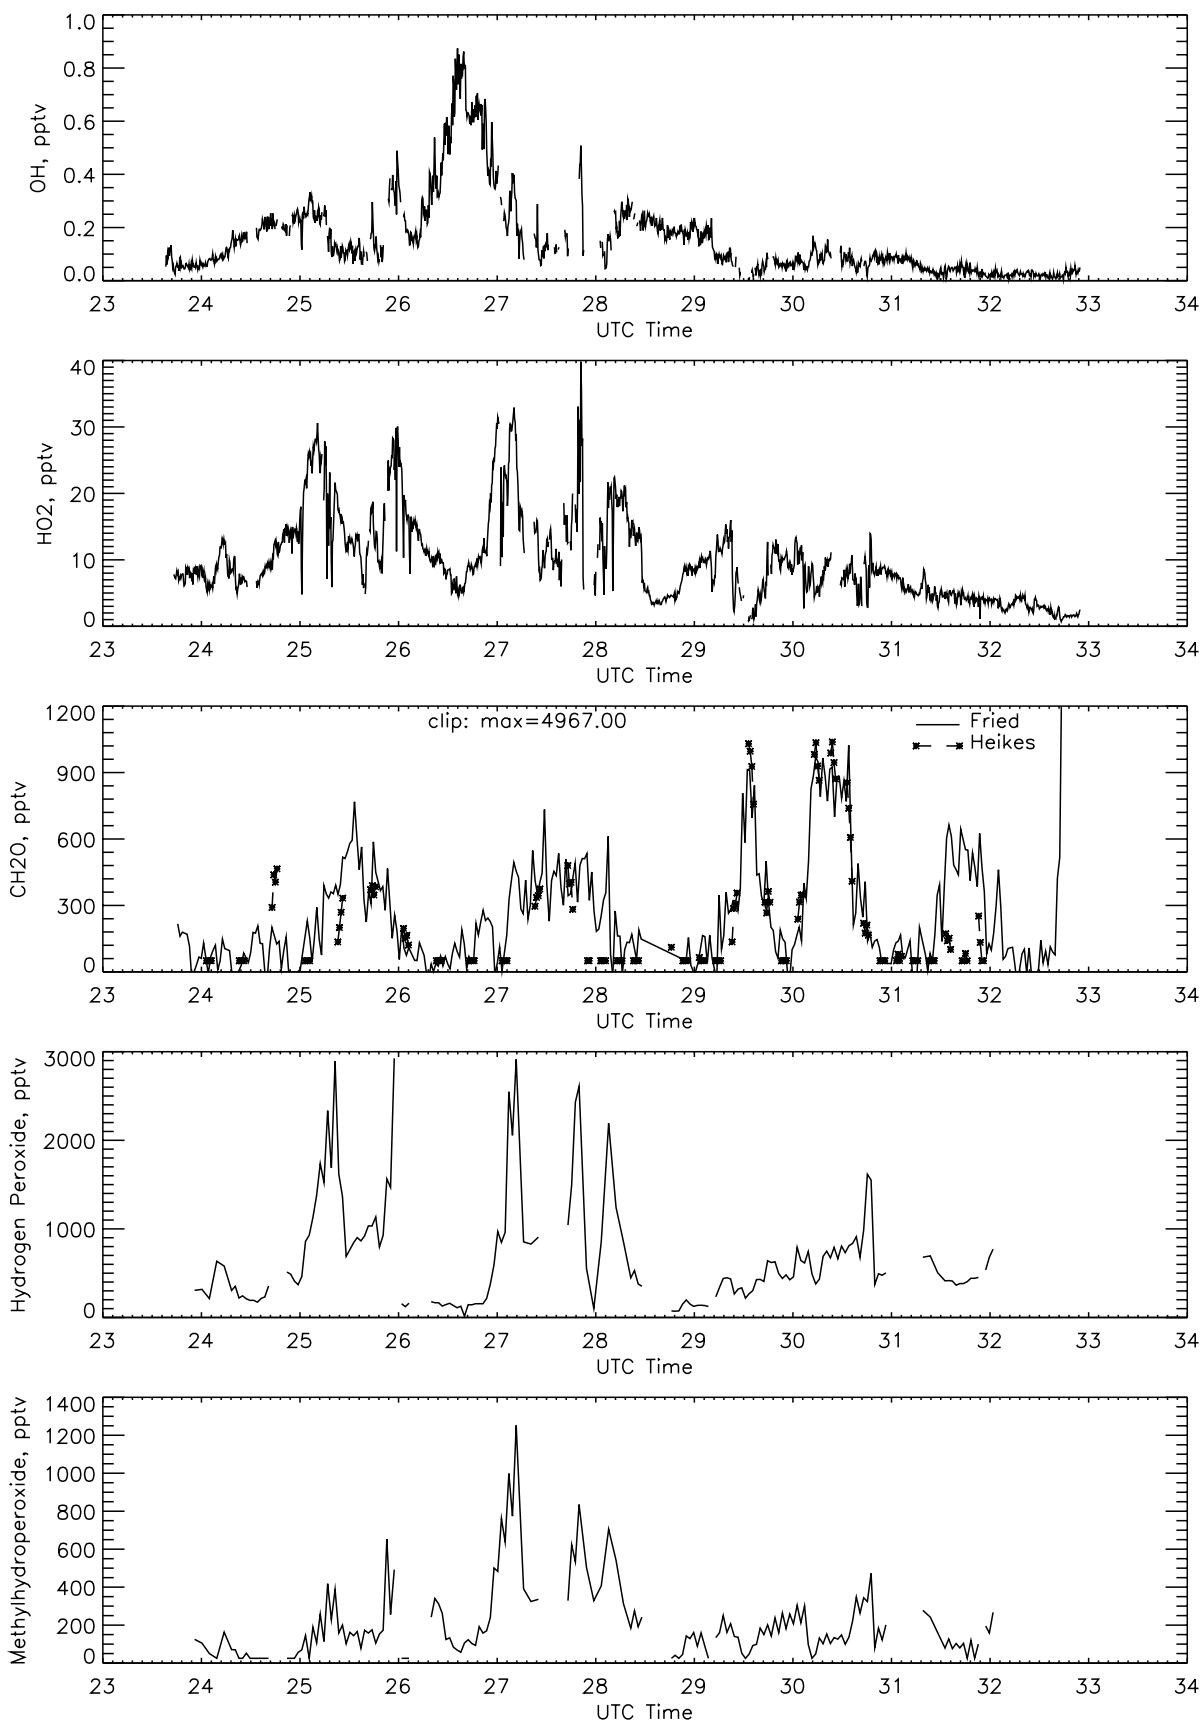 OH, pptv
1.0
0.8
0.6
0.4
0.2
0.0
23 24 25 26 27 28 29 30 31 32 33 34
UTC Time
HO2, pptv
40
30
20
10
0
23 24 25 26 27 28 29 30 31 32 33 34
UTC Time
CH2O, pptv
1200
900
600
300
0
clip: max=4967.00
Fried
Heikes
23 24 25 26 27 28 29 30 31 32 33 34
UTC Time
Hydrogen Peroxide, pptv
3000
2000
1000
0
23 24 25 26 27 28 29 30 31 32 33 34
UTC Time
Methylhydroperoxide, pptv
1400
1200
1000
800
600
400
200
0
23 24 25 26 27 28 29 30 31 32 33 34
UTC Time